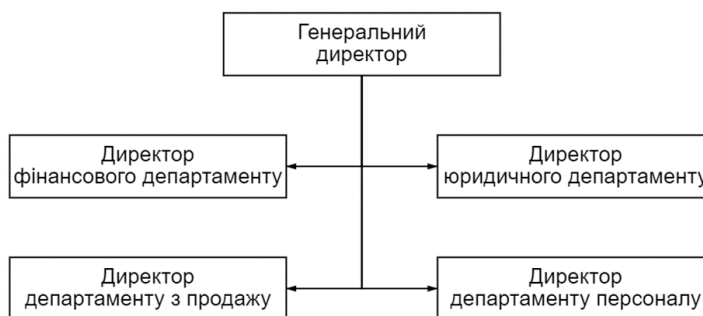 Генеральний
директор
Директор
фінансового департаменту
Директор
юридичного департаменту
Директор
департаменту з продажу
Директор
департаменту персоналу